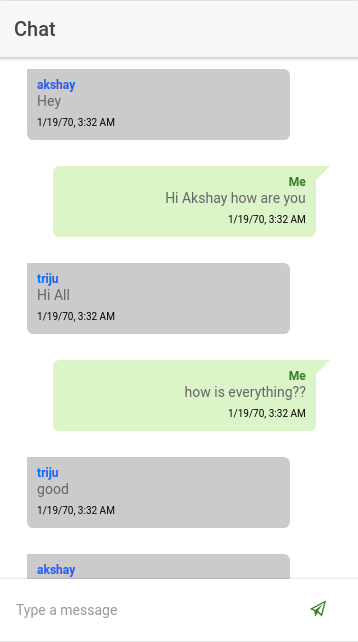 Chat
akshay
Hey
1/19/70, 3:32 AM
Me
Hi Akshay how are you
1/19/70, 3:32 AM
triju
Hi All
1/19/70, 3:32 AM
Me
how is everything??
1/19/70, 3:32 AM
triju
good
1/19/70, 3:32 AM
akshay
Type a message